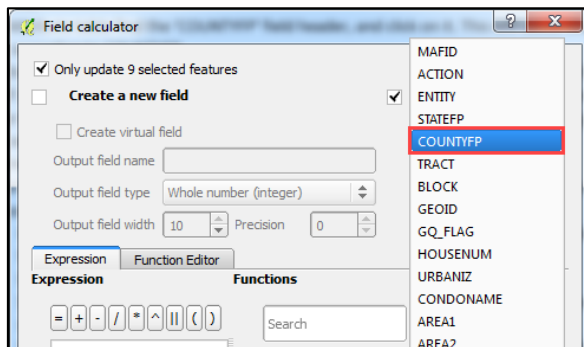 Field calculator
?
X
Only update 9 selected features
Create a new field
Create virtual field
Output field name
Output field type Whole number (integer)
Output field width 10 Precision 0
Expression Function Editor
Expression Functions
= + - / * ^ || ( )
Search
MAFID
ACTION
ENTITY
STATEFP
COUNTYFP
TRACT
BLOCK
GEOID
GQ_FLAG
HOUSENUM
URBANIZ
CONDONAME
AREA1
AREA2